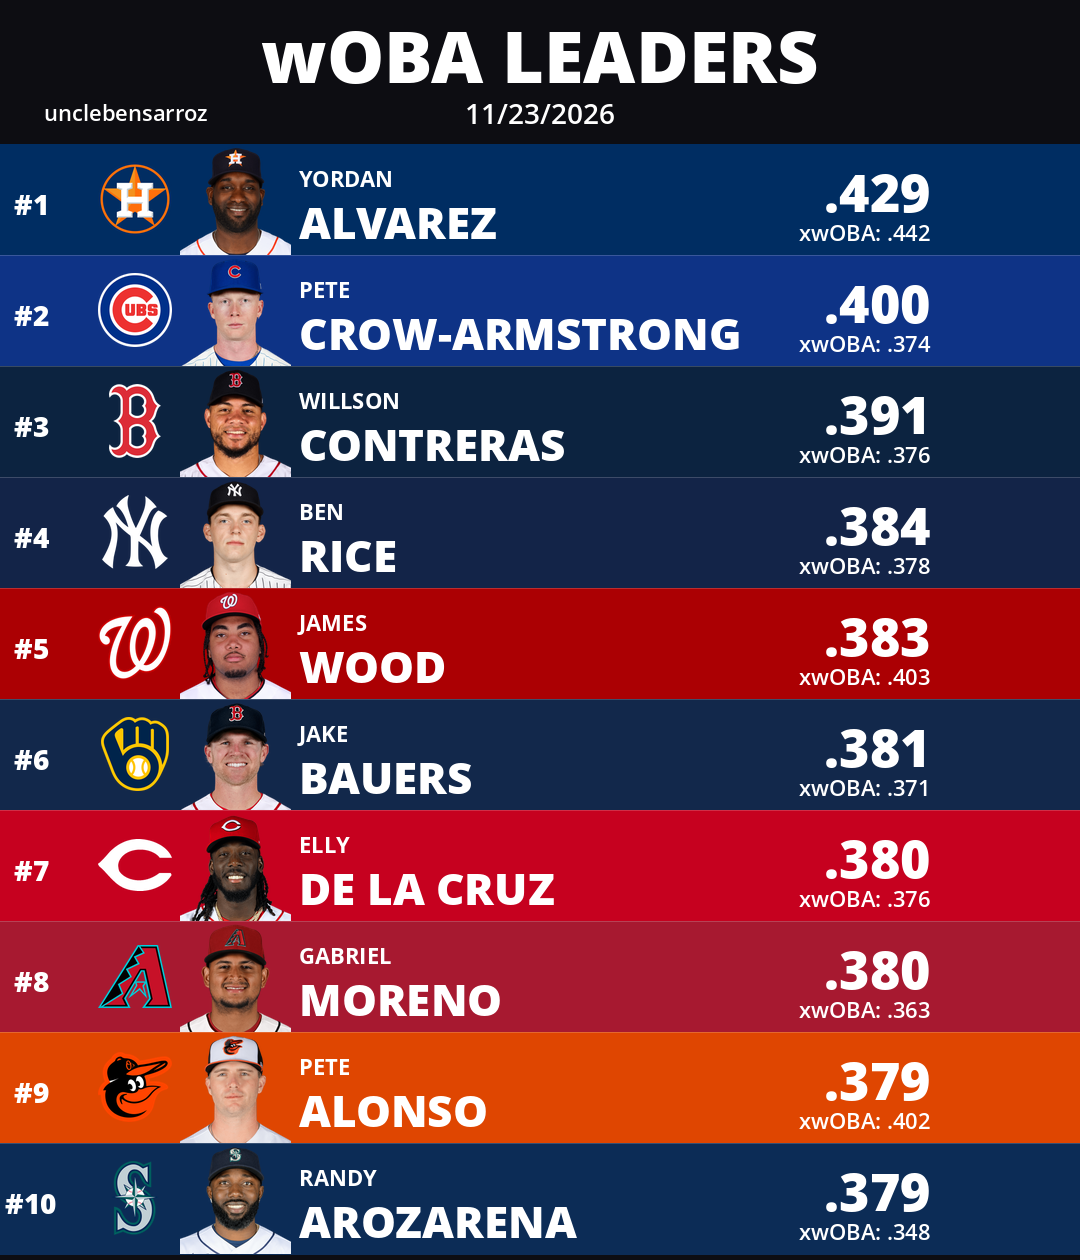 wOBA LEADERS
unclebensarroz
11/23/2026
#1
YORDAN
ALVAREZ
.429
xwOBA: .442
#2
CUBS
C
PETE
CROW-ARMSTRONG
.400
xwOBA: .374
#3
B
B
WILLSON
CONTRERAS
.391
xwOBA: .376
#4
NY
NY
BEN
RICE
.384
xwOBA: .378
#5
W
W
JAMES
WOOD
.383
xwOBA: .403
#6
B
JAKE
BAUERS
.381
xwOBA: .371
#7
C
C
ELLY
DE LA CRUZ
.380
xwOBA: .376
#8
A
A
GABRIEL
MORENO
.380
xwOBA: .363
#9
PETE
ALONSO
.379
xwOBA: .402
#10
S
S
RANDY
AROZARENA
.379
xwOBA: .348